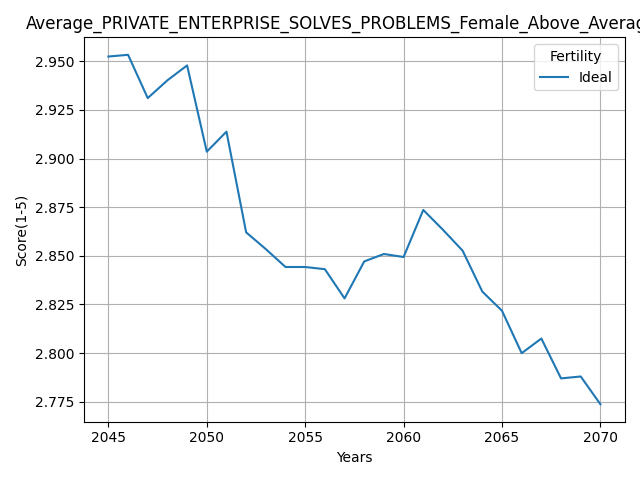 Average_PRIVATE_ENTERPRISE_SOLVES_PROBLEMS_Female_Above_Averag
Fertility
Ideal
2.950
2.925
2.900
2.875
2.850
2.825
2.800
2.775
Score(1-5)
2045 2050 2055 2060 2065 2070
Years